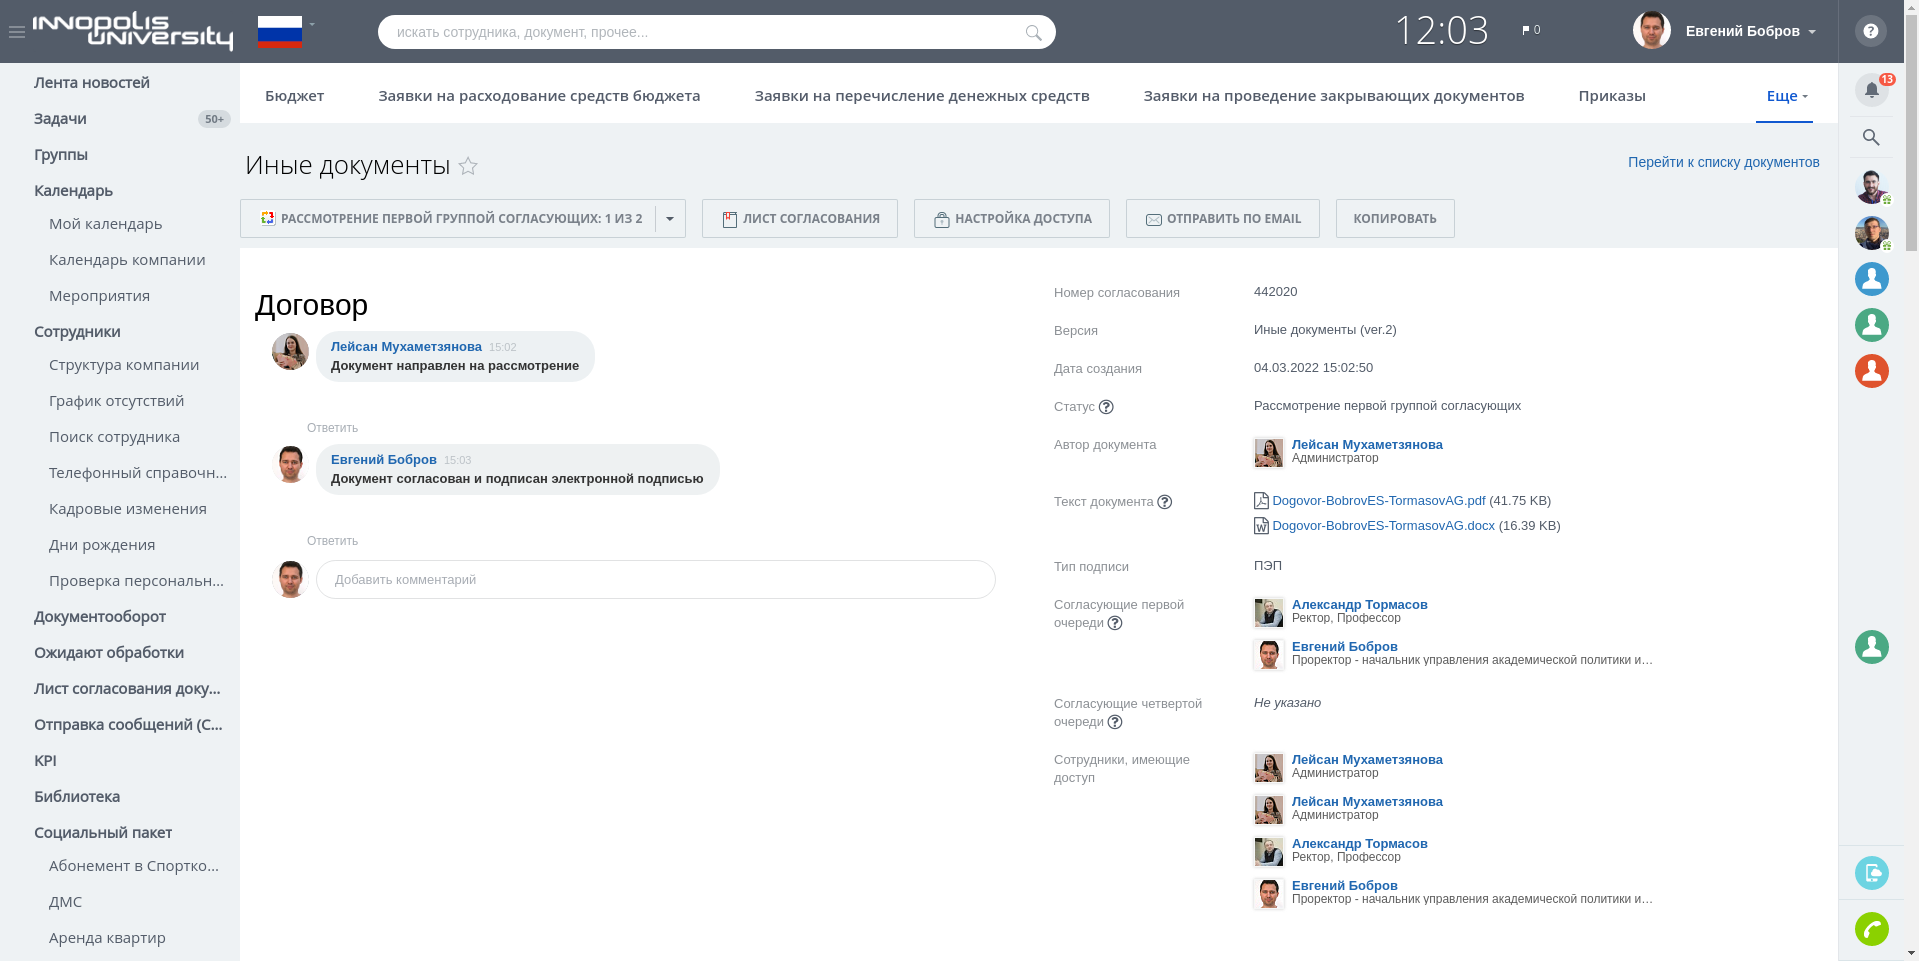 INNOPOLIS
UNIVERSITY
искать сотрудника, документ, прочее...
12:03
0
Евгений Бобров
?
Лента новостей
Задачи
50+
Группы
Календарь
Мой календарь
Календарь компании
Мероприятия
Сотрудники
Структура компании
График отсутствий
Поиск сотрудника
Телефонный справочн...
Кадровые изменения
Дни рождения
Проверка персональн...
Документооборот
Ожидают обработки
Лист согласования доку...
Отправка сообщений (С...
KPI
Библиотека
Социальный пакет
Абонемент в Спортко...
ДМС
Аренда квартир
Бюджет
Заявки на расходование средств бюджета
Заявки на перечисление денежных средств
Заявки на проведение закрывающих документов
Приказы
Еще
Иные документы
Перейти к списку документов
РАССМОТРЕНИЕ ПЕРВОЙ ГРУППОЙ СОГЛАСУЮЩИХ: 1 ИЗ 2
ЛИСТ СОГЛАСОВАНИЯ
НАСТРОЙКА ДОСТУПА
ОТПРАВИТЬ ПО EMAIL
КОПИРОВАТЬ
Договор
Лейсан Мухаметзянова 15:02
Документ направлен на рассмотрение
Ответить
Евгений Бобров 15:03
Документ согласован и подписан электронной подписью
Ответить
Добавить комментарий
Номер согласования
442020
Версия
Иные документы (ver.2)
Дата создания
04.03.2022 15:02:50
Статус ?
Рассмотрение первой группой согласующих
Автор документа
Лейсан Мухаметзянова
Администратор
Текст документа ?
Dogovor-BobrovES-TormasovAG.pdf (41.75 KB)
Dogovor-BobrovES-TormasovAG.docx (16.39 KB)
Тип подписи
ПЭП
Согласующие первой
очереди ?
Александр Тормасов
Ректор, Профессор
Евгений Бобров
Проректор - начальник управления академической политики и...
Согласующие четвертой
очереди ?
Не указано
Сотрудники, имеющие
доступ
Лейсан Мухаметзянова
Администратор
Лейсан Мухаметзянова
Администратор
Александр Тормасов
Ректор, Профессор
Евгений Бобров
Проректор - начальник управления академической политики и...
13